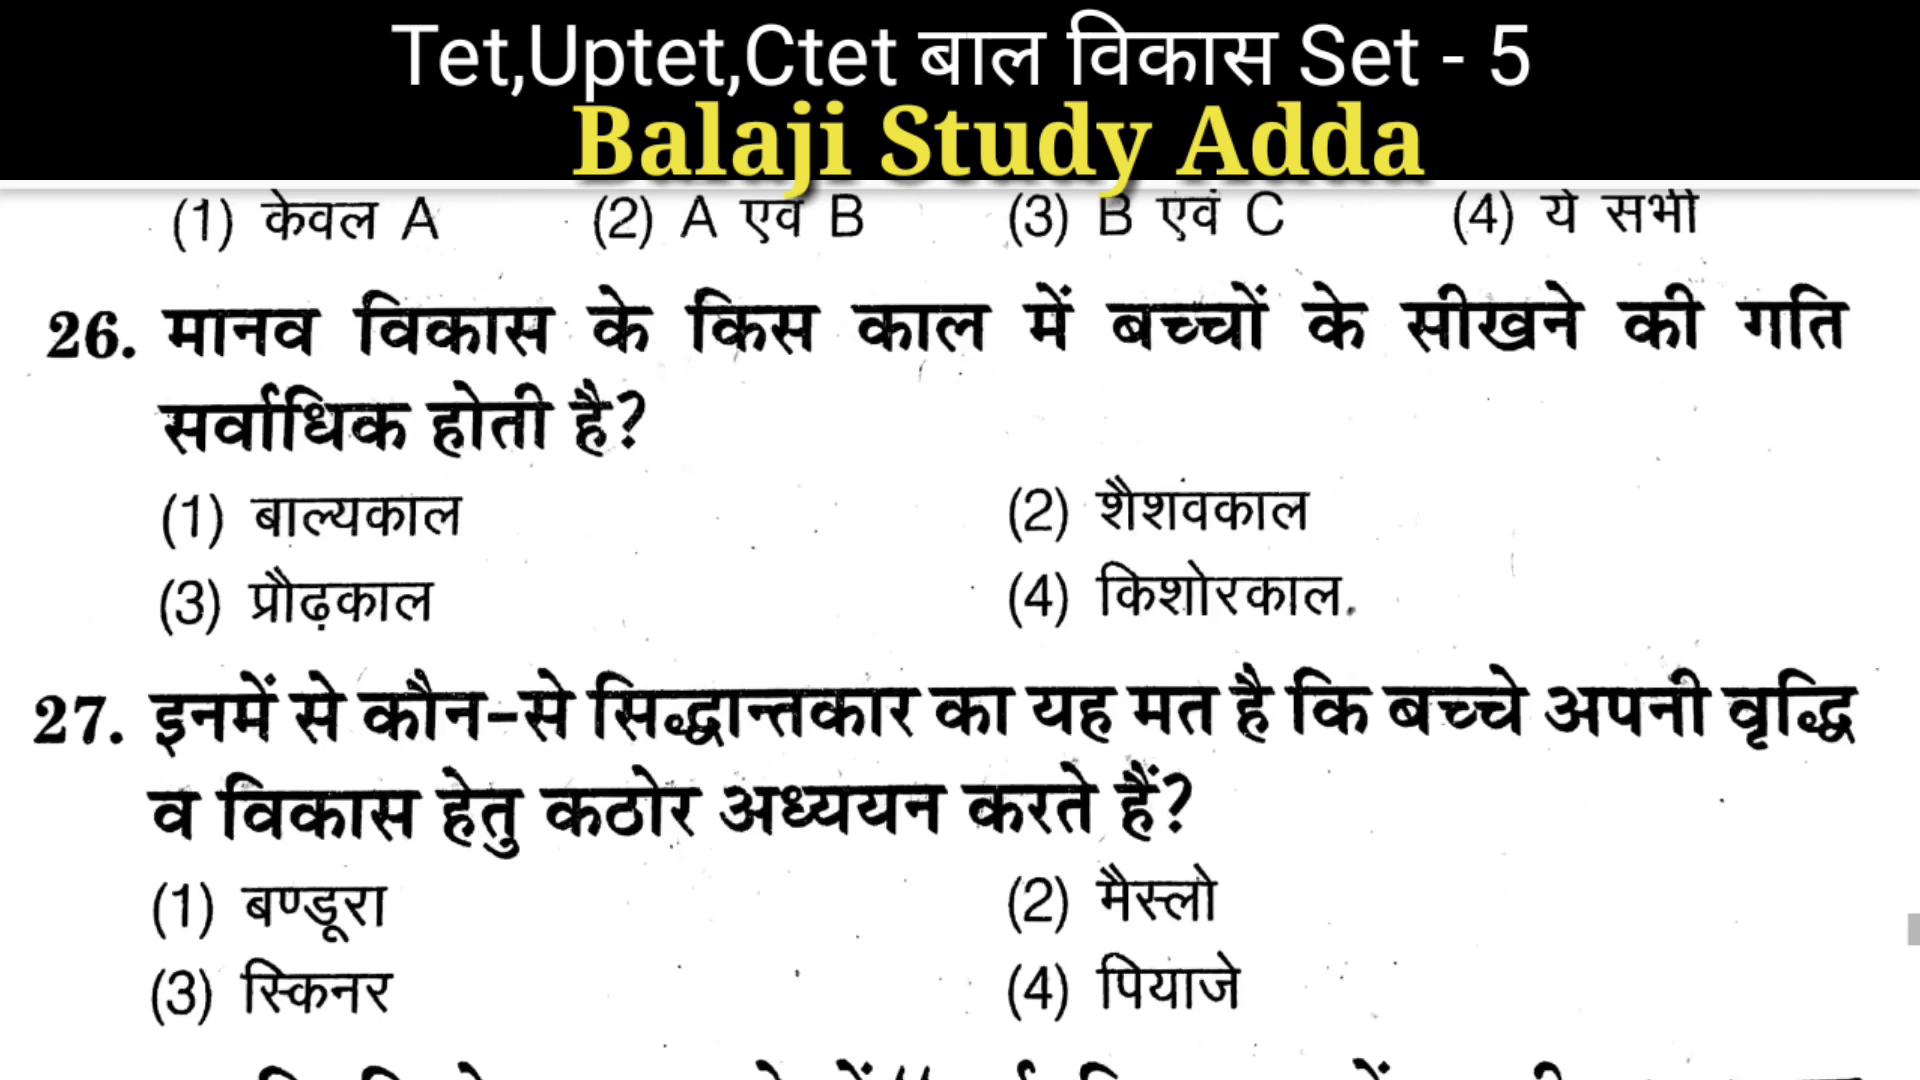 Tet,Uptet,Ctet बाल विकास Set - 5
Balaji Study Adda
(1) केवल A (2) A एवं B (3) B एवं C (4) ये सभी
26. मानव विकास के किस काल में बच्चों के सीखने की गति
सर्वाधिक होती है?
(1) बाल्यकाल (2) शैशवकाल
(3) प्रौढ़काल (4) किशोरकाल.
27. इनमें से कौन-से सिद्धान्तकार का यह मत है कि बच्चे अपनी वृद्धि
व विकास हेतु कठोर अध्ययन करते हैं?
(1) बण्डूरा (2) मैस्लो
(3) स्किनर (4) पियाजे